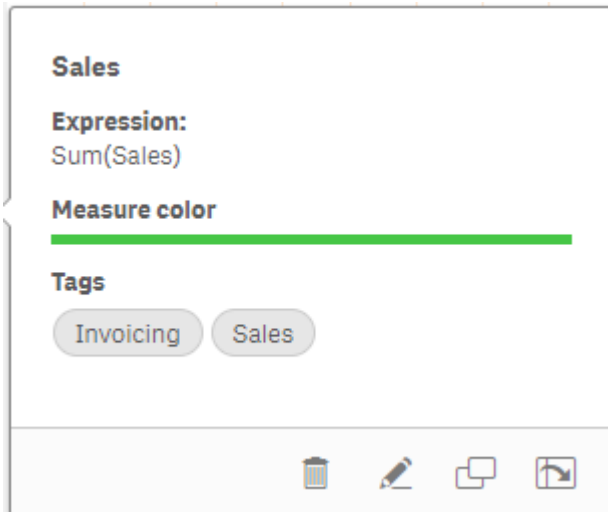 Sales
Expression:
Sum(Sales)
Measure color
Tags
Invoicing Sales